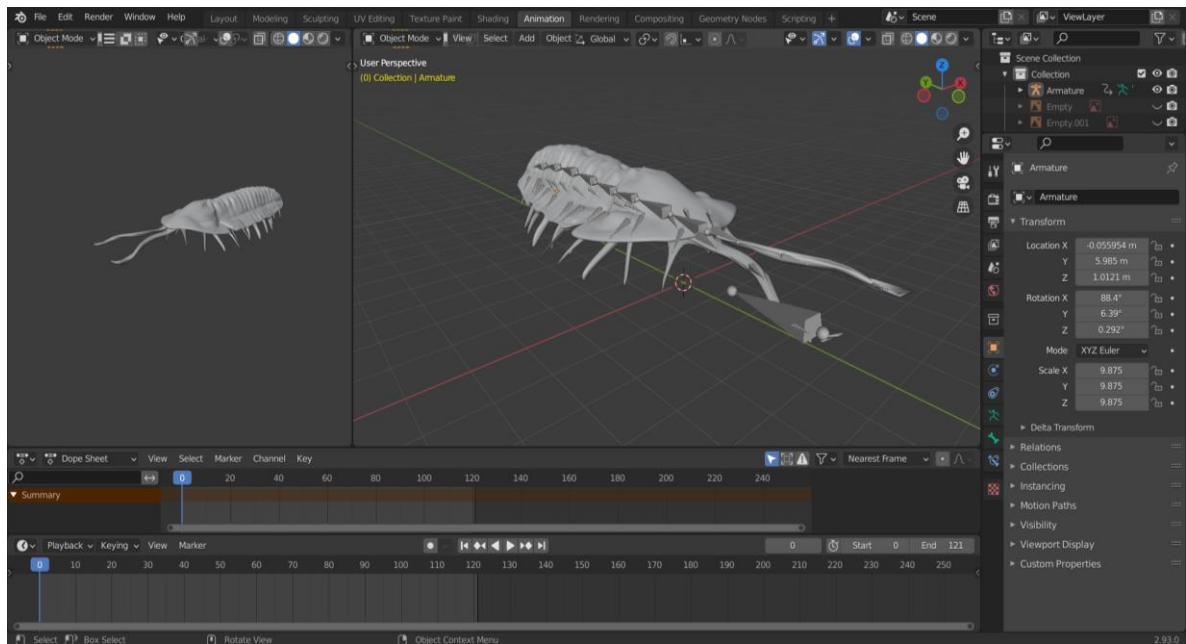 File Edit Render Window Help Layout Modeling Sculpting UV Editing Texture Paint Shading Animation Rendering Compositing Geometry Nodes Scripting + Scene ViewLayer
Object Mode Object Mode View Select Add Object Global
User Perspective
(0) Collection | Armature
Scene Collection
Collection
Armature
Empty
Empty.001
Armature
Armature
Transform
Location X -0.055954 m
Y 5.985 m
Z 1.0121 m
Rotation X 88.4°
Y 6.39°
Z 0.292°
Mode XYZ Euler
Scale X 9.875
Y 9.875
Z 9.875
Delta Transform
Relations
Collections
Instancing
Motion Paths
Visibility
Viewport Display
Custom Properties
Dope Sheet View Select Marker Channel Key Nearest Frame
0 20 40 60 80 100 120 140 160 180 200 220 240
Summary
Playback Keying View Marker 0 Start 0 End 121
0 10 20 30 40 50 60 70 80 90 100 110 120 130 140 150 160 170 180 190 200 210 220 230 240 250
Select Box Select Rotate View Object Context Menu 2.93.0